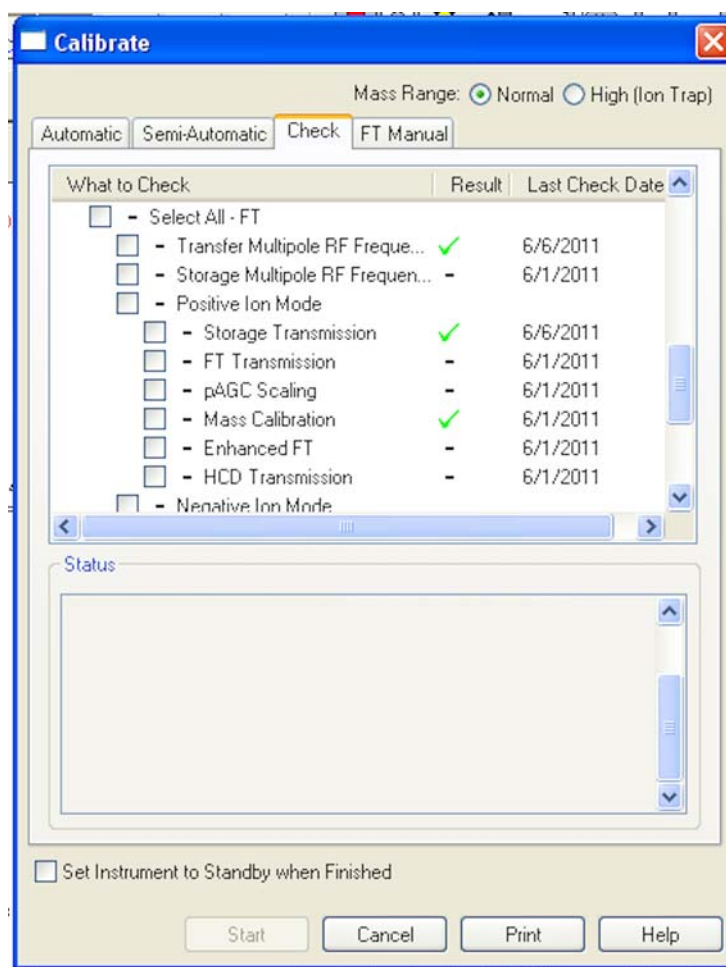 Calibrate
Mass Range: Normal High (Ion Trap)
Automatic Semi-Automatic Check FT Manual
What to Check Result Last Check Date
- Select All - FT
- Transfer Multipole RF Freque... ✓ 6/6/2011
- Storage Multipole RF Frequen... - 6/1/2011
- Positive Ion Mode
- Storage Transmission ✓ 6/6/2011
- FT Transmission - 6/1/2011
- pAGC Scaling - 6/1/2011
- Mass Calibration ✓ 6/1/2011
- Enhanced FT - 6/1/2011
- HCD Transmission - 6/1/2011
- Negative Ion Mode
Status
Set Instrument to Standby when Finished
Start Cancel Print Help